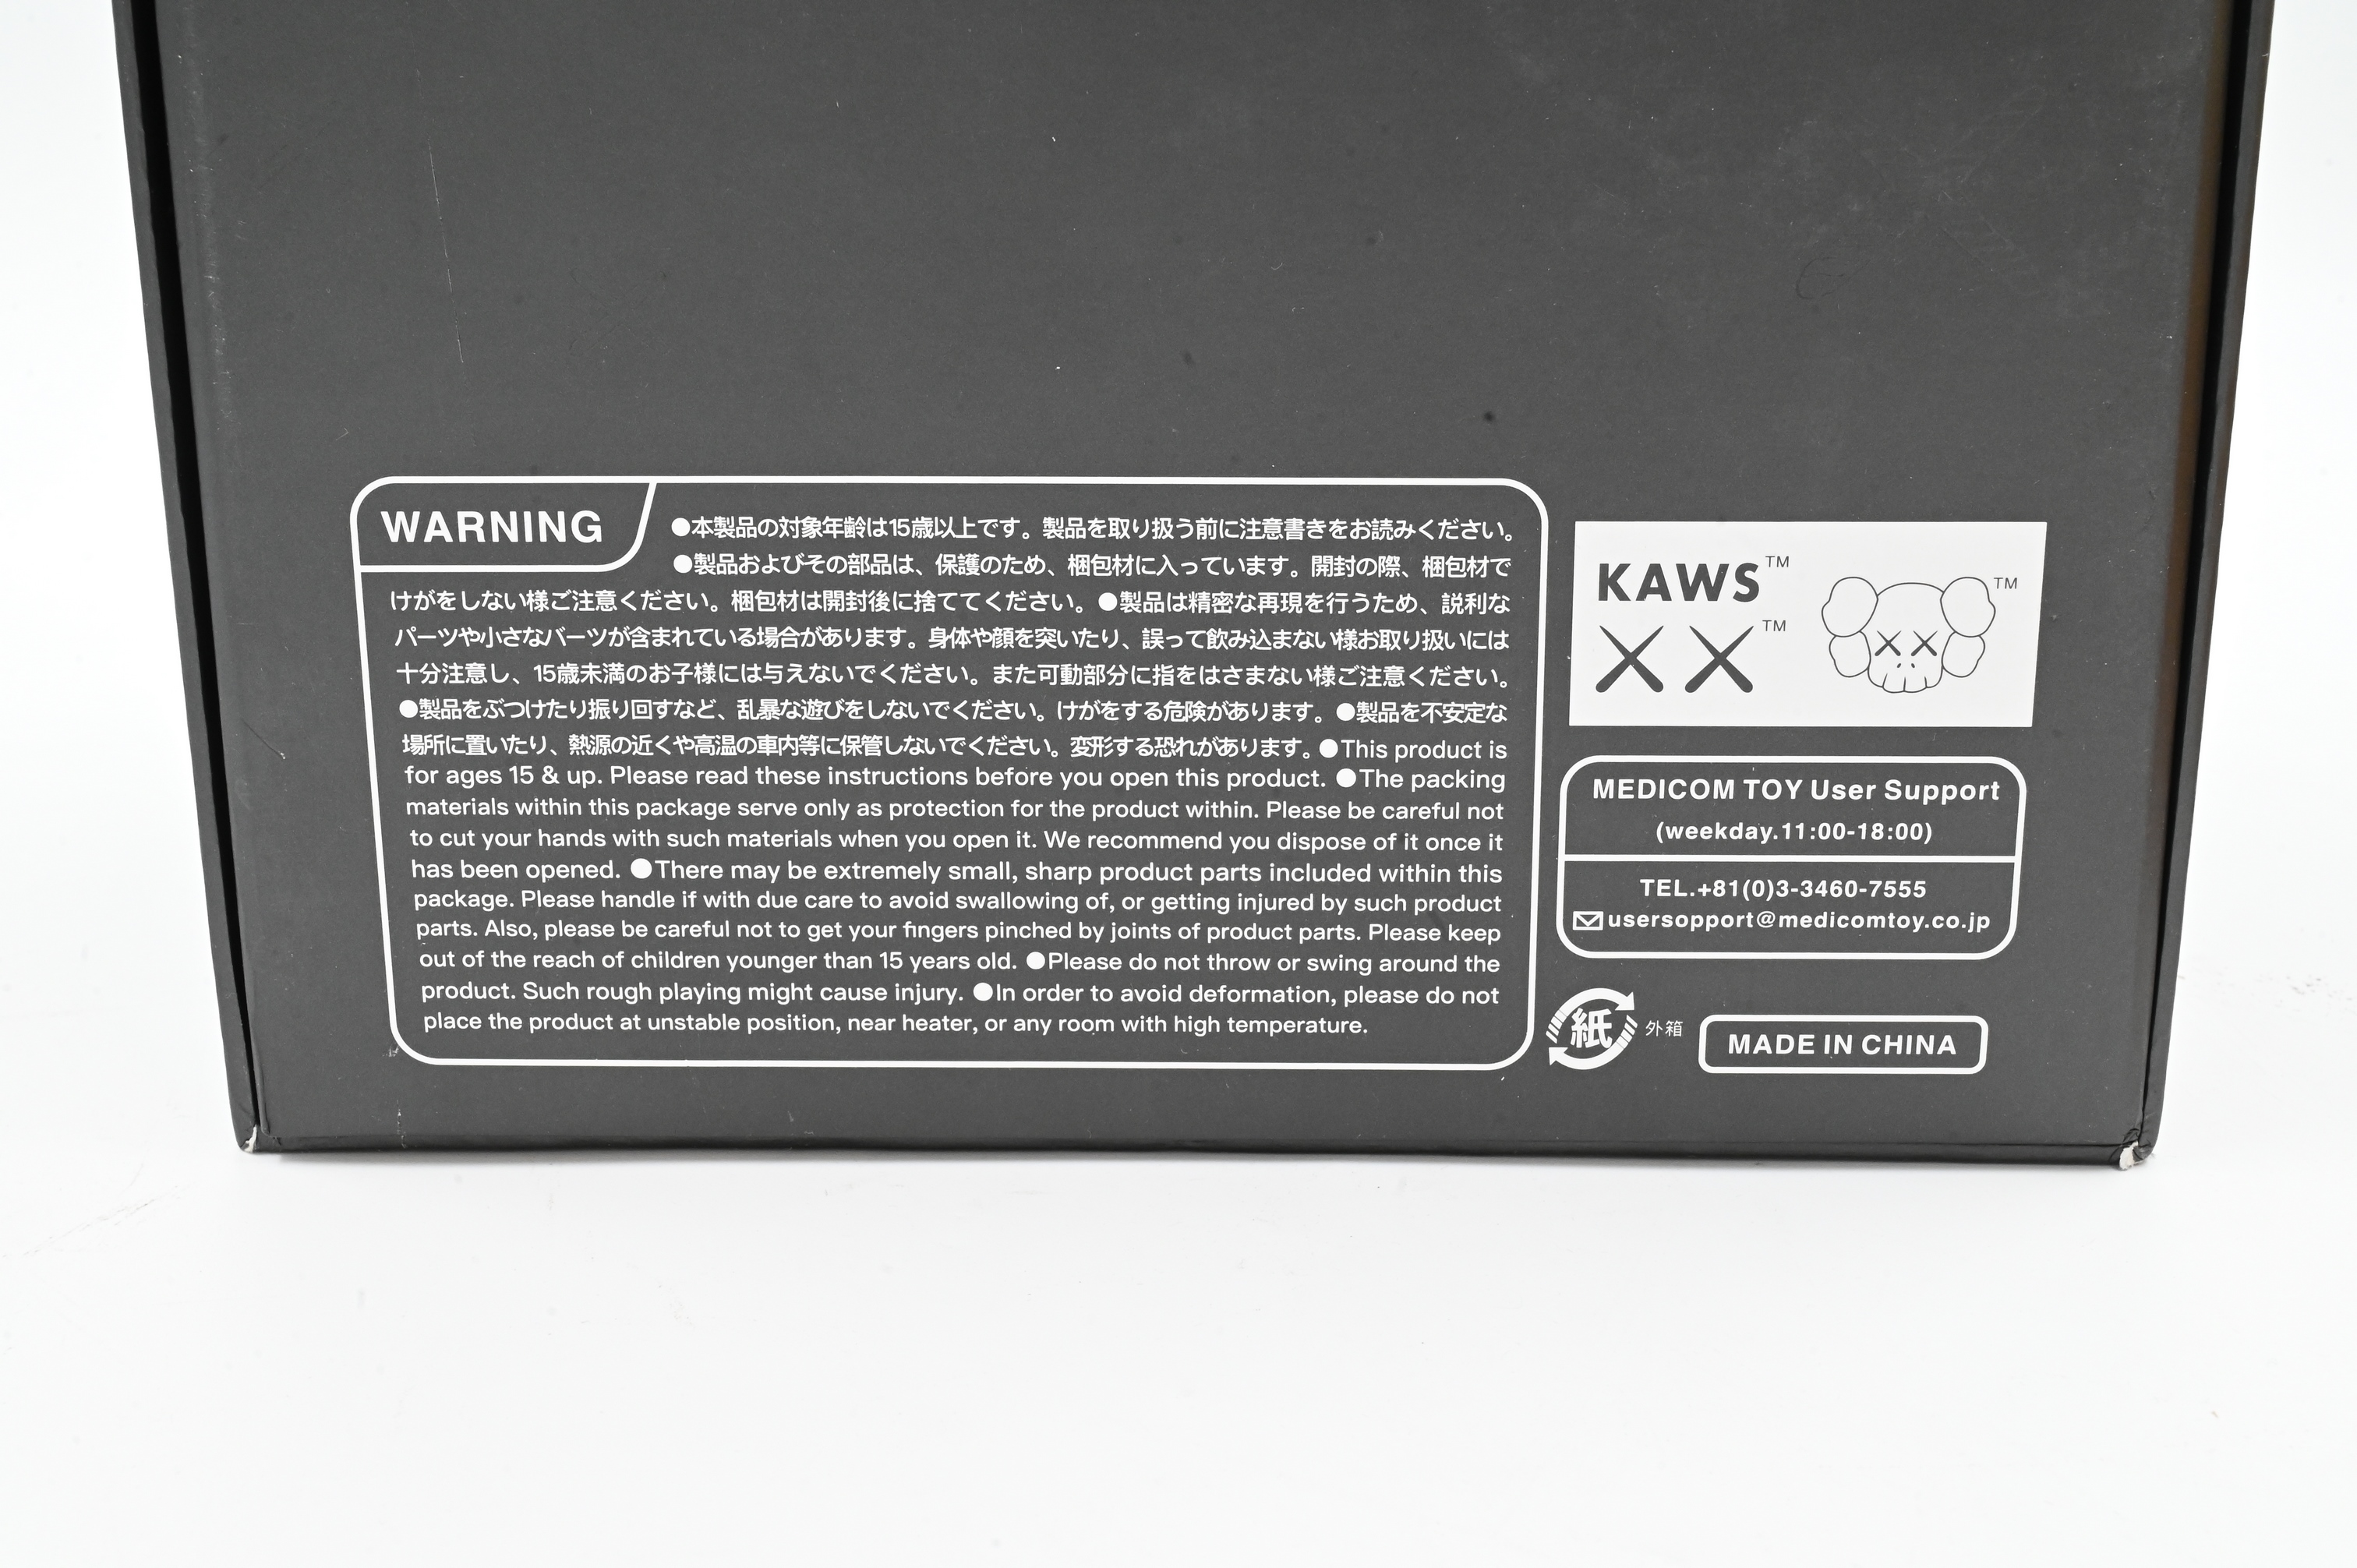 WARNING
●本製品の対象年齢は15歳以上です。製品を取り扱う前に注意書きをお読みください。
●製品およびその部品は、保護のため、梱包材に入っています。開封の際、梱包材で
けがをしない様ご注意ください。梱包材は開封後に捨ててください。●製品は精密な再現を行うため、説利な
パーツや小さなバーツが含まれている場合があります。身体や顔を突いたり、誤って飲み込まない様お取り扱いには
十分注意し、15歳未満のお子様には与えないでください。また可動部分に指をはさまない様ご注意ください。
●製品をぶつけたり振り回すなど、乱暴な遊びをしないでください。けがをする危険があります。●製品を不安定な
場所に置いたり、熱源の近くや高温の車内等に保管しないでください。変形する恐れがあります。●This product is
for ages 15 & up. Please read these instructions before you open this product. ●The packing
materials within this package serve only as protection for the product within. Please be careful not
to cut your hands with such materials when you open it. We recommend you dispose of it once it
has been opened. ●There may be extremely small, sharp product parts included within this
package. Please handle if with due care to avoid swallowing of, or getting injured by such product
parts. Also, please be careful not to get your fingers pinched by joints of product parts. Please keep
out of the reach of children younger than 15 years old. ●Please do not throw or swing around the
product. Such rough playing might cause injury. ●In order to avoid deformation, please do not
place the product at unstable position, near heater, or any room with high temperature.
KAWS™
XX™
™
MEDICOM TOY User Support
(weekday.11:00-18:00)
TEL.+81(0)3-3460-7555
usersopport@medicomtoy.co.jp
紙 外箱
MADE IN CHINA